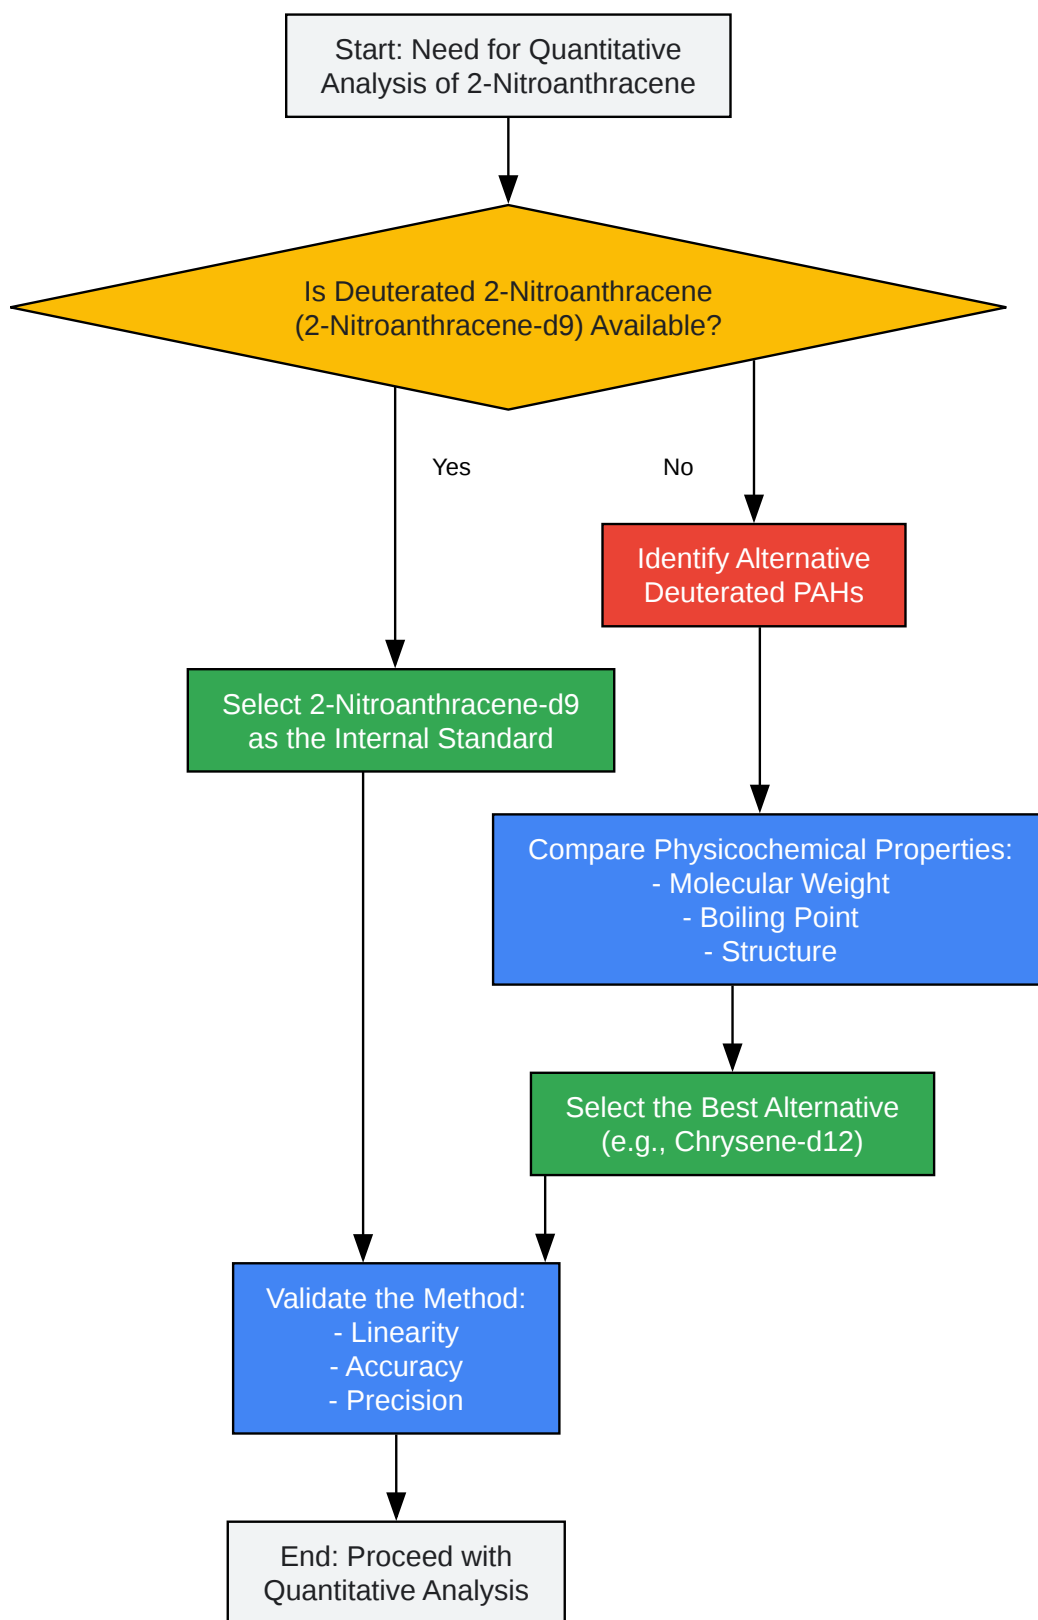 Start: Need for Quantitative
Analysis of 2-Nitroanthracene
Is Deuterated 2-Nitroanthracene
(2-Nitroanthracene-d9) Available?
Yes
No
Identify Alternative
Deuterated PAHs
Select 2-Nitroanthracene-d9
as the Internal Standard
Compare Physicochemical Properties:
- Molecular Weight
- Boiling Point
- Structure
Select the Best Alternative
(e.g., Chrysene-d12)
Validate the Method:
- Linearity
- Accuracy
- Precision
End: Proceed with
Quantitative Analysis